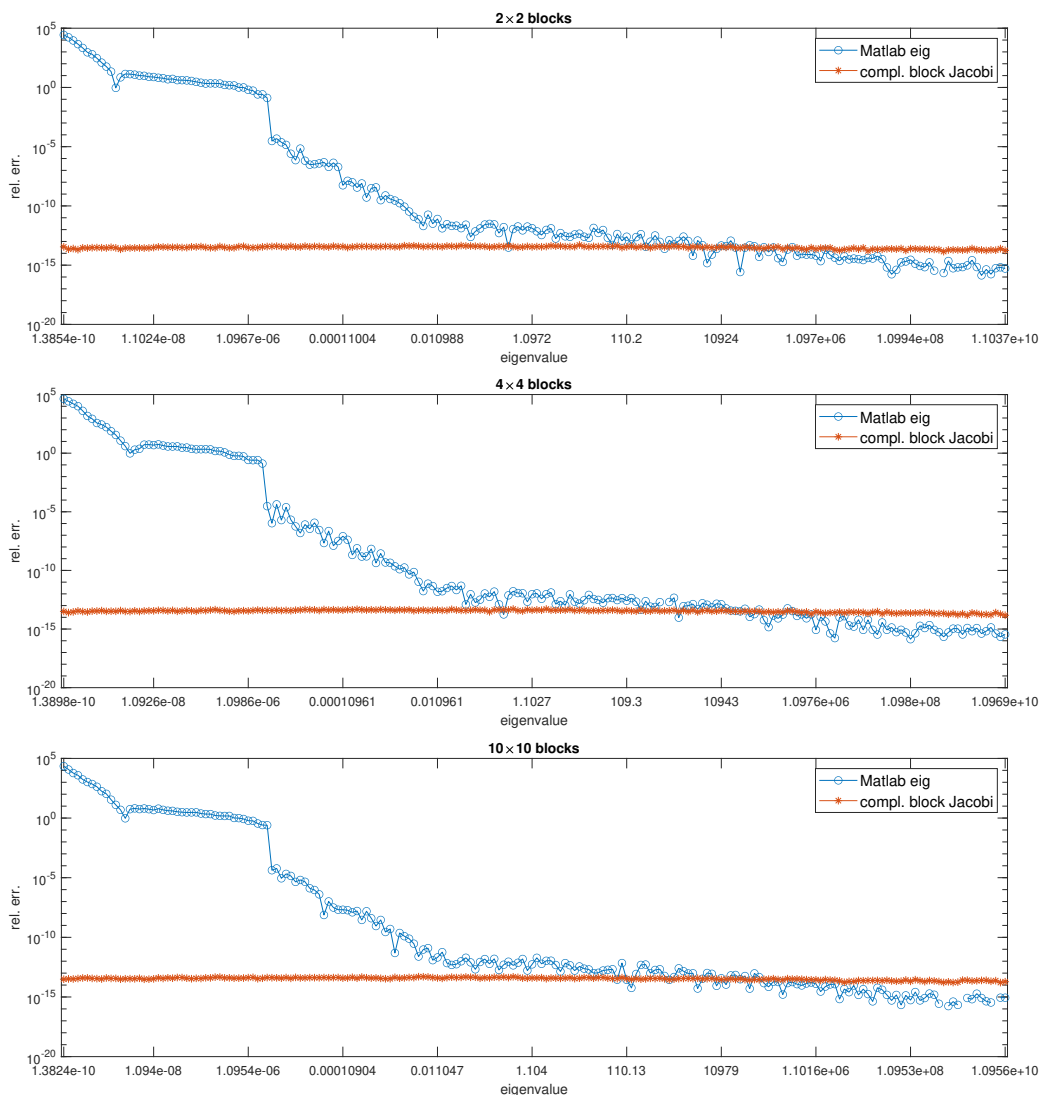 2×2 blocks
10^5
10^0
10^-5
10^-10
10^-15
10^-20
rel. err.
Matlab eig
compl. block Jacobi
1.3854e-10 1.1024e-08 1.0967e-06 0.00011004 0.010988 1.0972 110.2 10924 1.097e+06 1.0994e+08 1.1037e+10
eigenvalue
4×4 blocks
10^5
10^0
10^-5
10^-10
10^-15
10^-20
rel. err.
Matlab eig
compl. block Jacobi
1.3898e-10 1.0926e-08 1.0986e-06 0.00010961 0.010961 1.1027 109.3 10943 1.0976e+06 1.098e+08 1.0969e+10
eigenvalue
10×10 blocks
10^5
10^0
10^-5
10^-10
10^-15
10^-20
rel. err.
Matlab eig
compl. block Jacobi
1.3824e-10 1.094e-08 1.0954e-06 0.00010904 0.011047 1.104 110.13 10979 1.1016e+06 1.0953e+08 1.0956e+10
eigenvalue